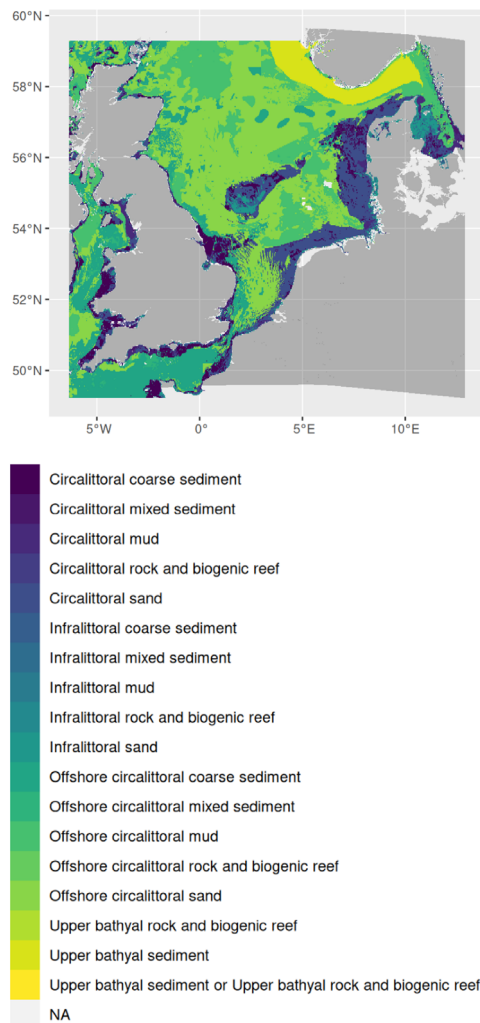 60°N
58°N
56°N
54°N
52°N
50°N
5°W 0° 5°E 10°E
Circalittoral coarse sediment
Circalittoral mixed sediment
Circalittoral mud
Circalittoral rock and biogenic reef
Circalittoral sand
Infralittoral coarse sediment
Infralittoral mixed sediment
Infralittoral mud
Infralittoral rock and biogenic reef
Infralittoral sand
Offshore circalittoral coarse sediment
Offshore circalittoral mixed sediment
Offshore circalittoral mud
Offshore circalittoral rock and biogenic reef
Offshore circalittoral sand
Upper bathyal rock and biogenic reef
Upper bathyal sediment
Upper bathyal sediment or Upper bathyal rock and biogenic reef
NA